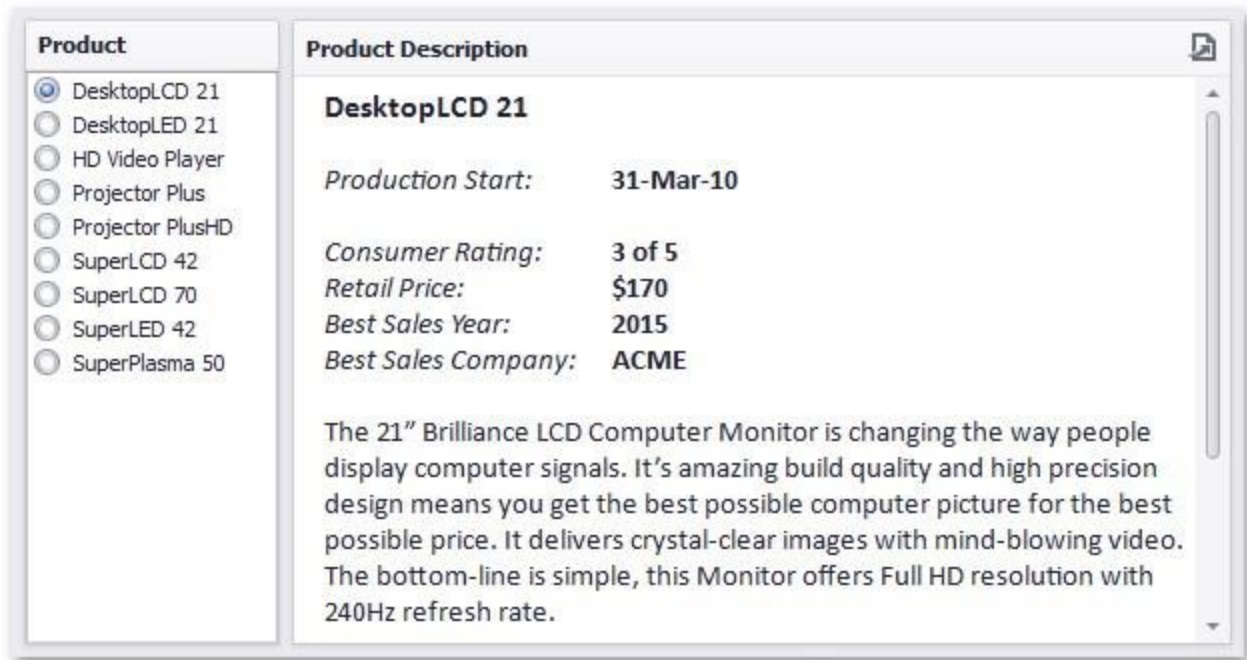 Product
DesktopLCD 21
DesktopLED 21
HD Video Player
Projector Plus
Projector PlusHD
SuperLCD 42
SuperLCD 70
SuperLED 42
SuperPlasma 50
Product Description
DesktopLCD 21
Production Start: 31-Mar-10
Consumer Rating: 3 of 5
Retail Price: $170
Best Sales Year: 2015
Best Sales Company: ACME
The 21” Brilliance LCD Computer Monitor is changing the way people
display computer signals. It’s amazing build quality and high precision
design means you get the best possible computer picture for the best
possible price. It delivers crystal-clear images with mind-blowing video.
The bottom-line is simple, this Monitor offers Full HD resolution with
240Hz refresh rate.